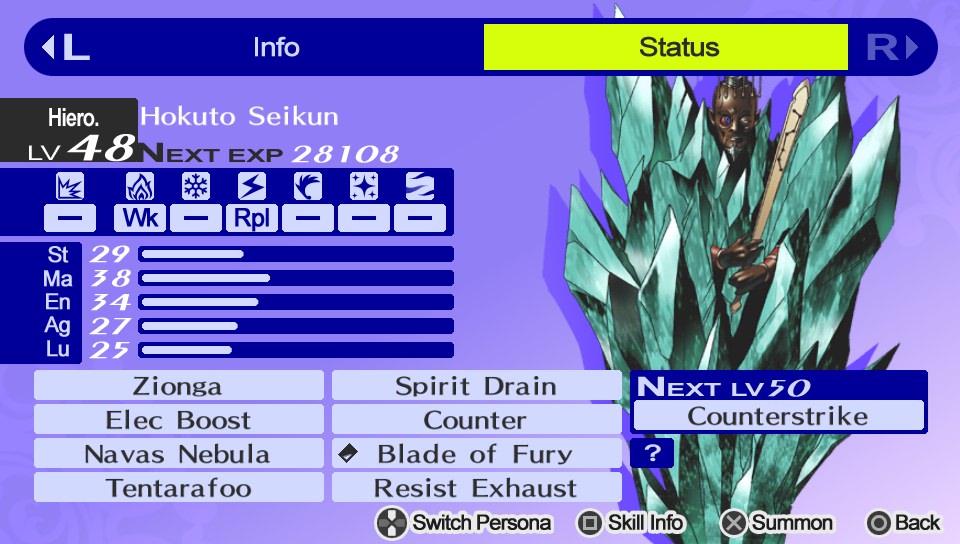 L Info Status R
Hiero. Hokuto Seikun
LV 48 NEXT EXP 28108
Wk Rpl
St 29
Ma 38
En 34
Ag 27
Lu 25
Zionga Spirit Drain NEXT LV 50
Elec Boost Counter Counterstrike
Navas Nebula Blade of Fury ?
Tentarafoo Resist Exhaust
Switch Persona Skill Info Summon Back